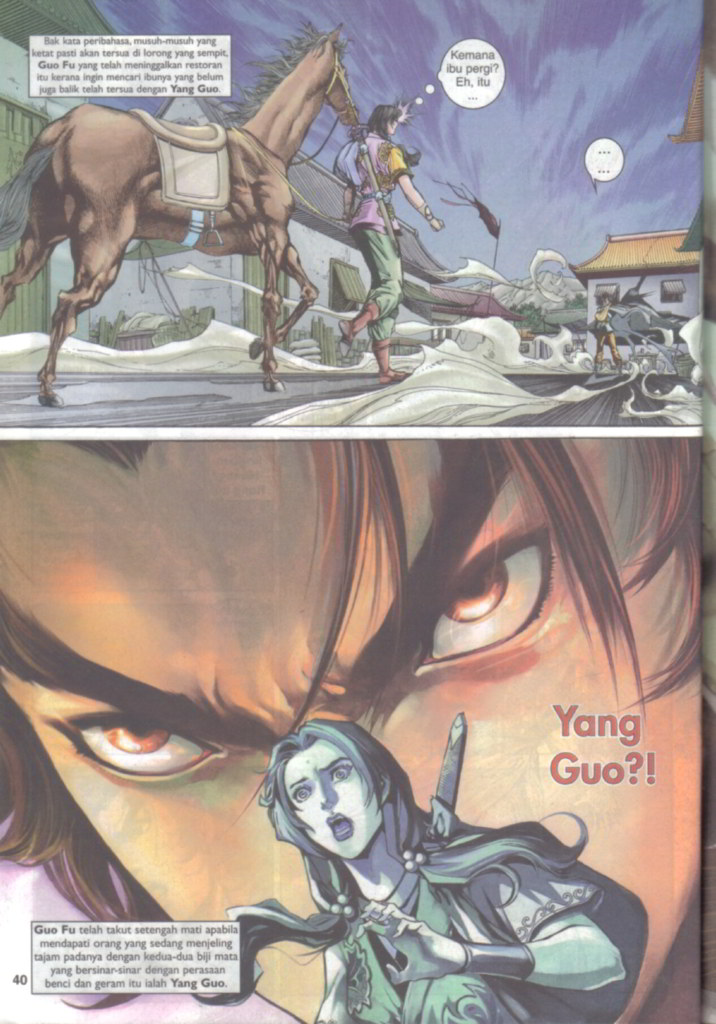 Bak kata peribahasa, musuh-musuh yang
ketat pasti akan tersua di lorong yang sempit,
Guo Fu yang telah meninggalkan restoran
itu kerana ingin mencari ibunya yang belum
juga balik telah tersua dengan Yang Guo.
Kemana
ibu pergi?
Eh, itu
...
...
...
Yang
Guo?!
Guo Fu telah takut setengah mati apabila
mendapati orang yang sedang menjeling
tajam padanya dengan kedua-dua biji mata
yang bersinar-sinar dengan perasaan
benci dan geram itu ialah Yang Guo.
40